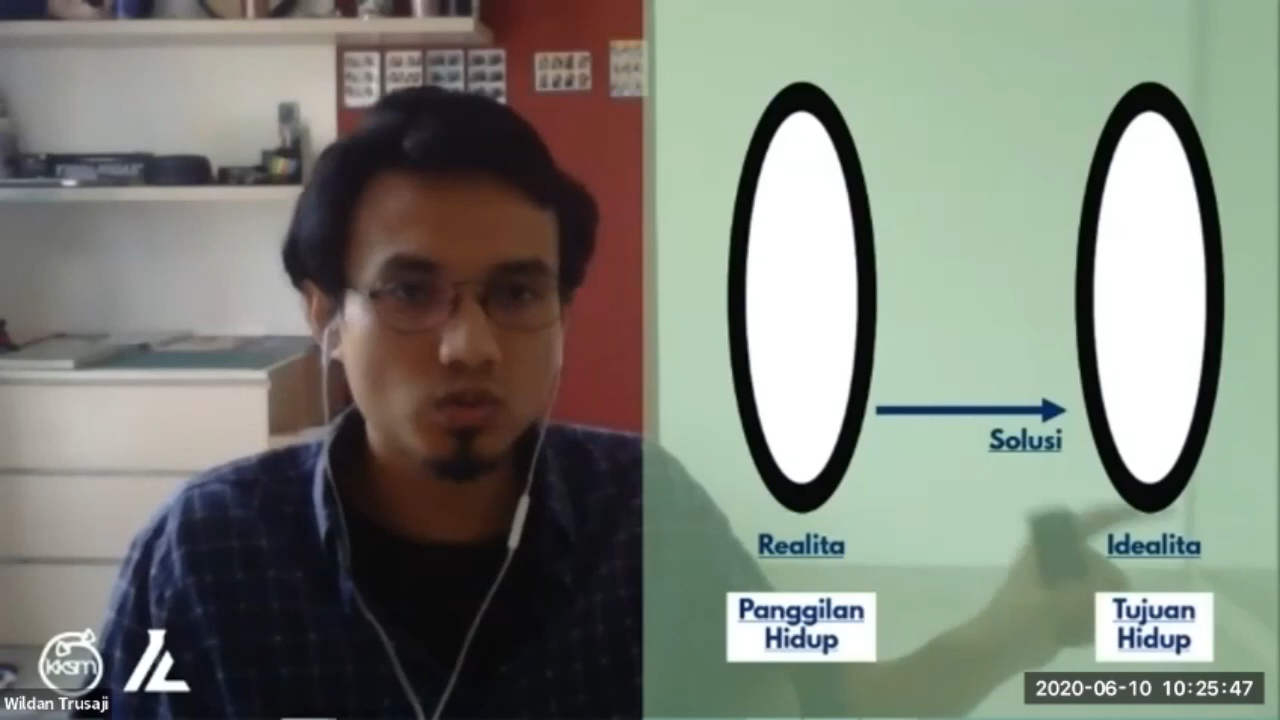 Solusi
Realita
Idealita
Panggilan
Hidup
Tujuan
Hidup
KKSM
Wildan Trusaji
2020-06-10 10:25:47